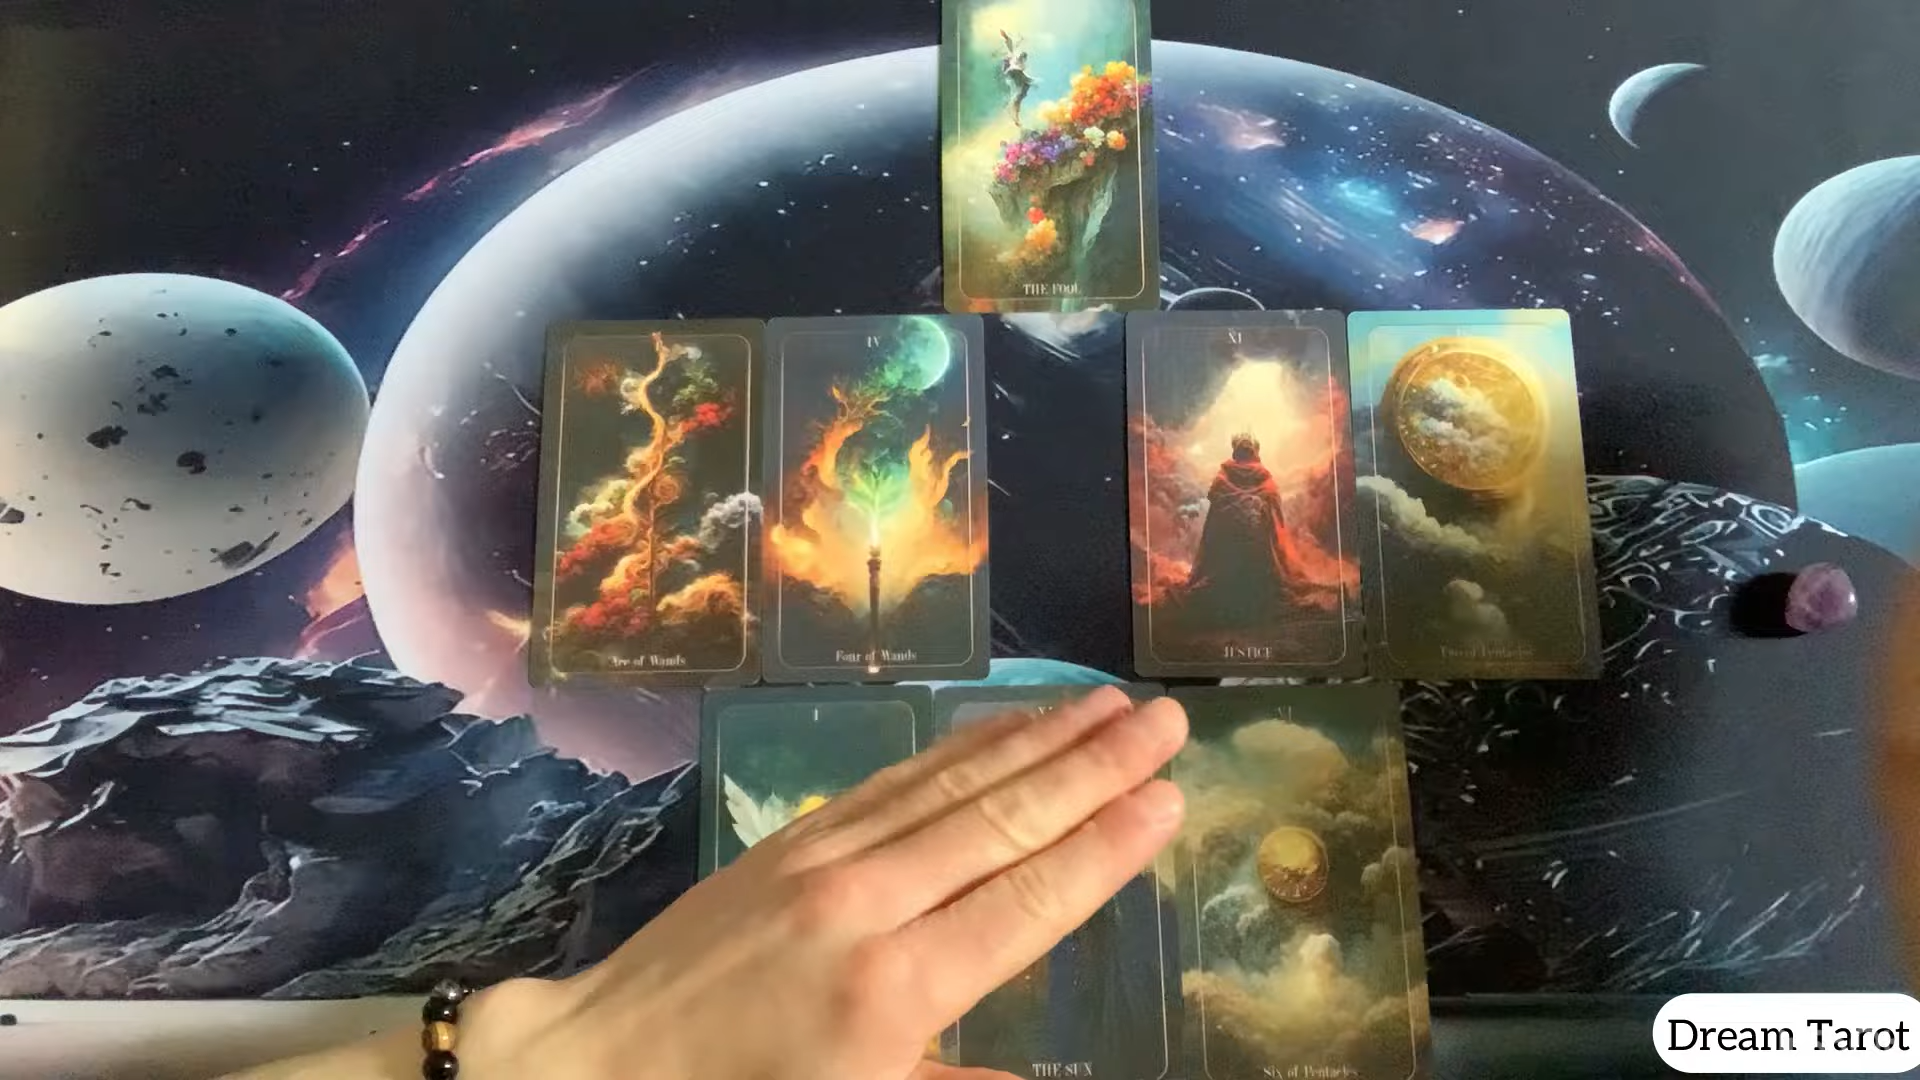 THE FOOL
IV
XI
Ace of Wands
Four of Wands
JUSTICE
I
VI
THE SUN
Six of Pentacles
Dream Tarot